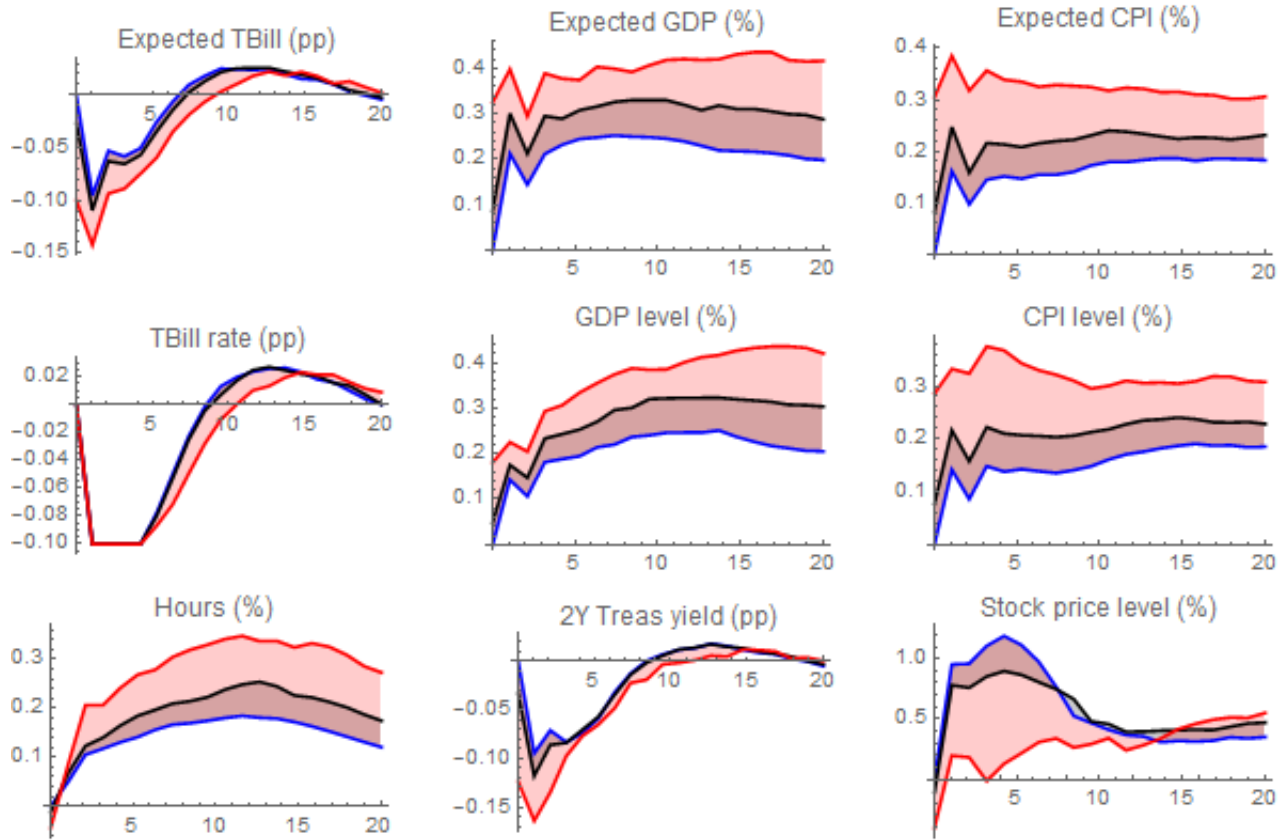 Expected TBill (pp)
5 10 15 20
−0.05
−0.10
−0.15
Expected GDP (%)
0.4
0.3
0.2
0.1
5 10 15 20
Expected CPI (%)
0.4
0.3
0.2
0.1
5 10 15 20
TBill rate (pp)
0.02
5 10 15 20
−0.02
−0.04
−0.06
−0.08
−0.10
GDP level (%)
0.4
0.3
0.2
0.1
5 10 15 20
CPI level (%)
0.3
0.2
0.1
5 10 15 20
Hours (%)
0.3
0.2
0.1
5 10 15 20
2Y Treas yield (pp)
5 10 15 20
−0.05
−0.10
−0.15
Stock price level (%)
1.0
0.5
5 10 15 20